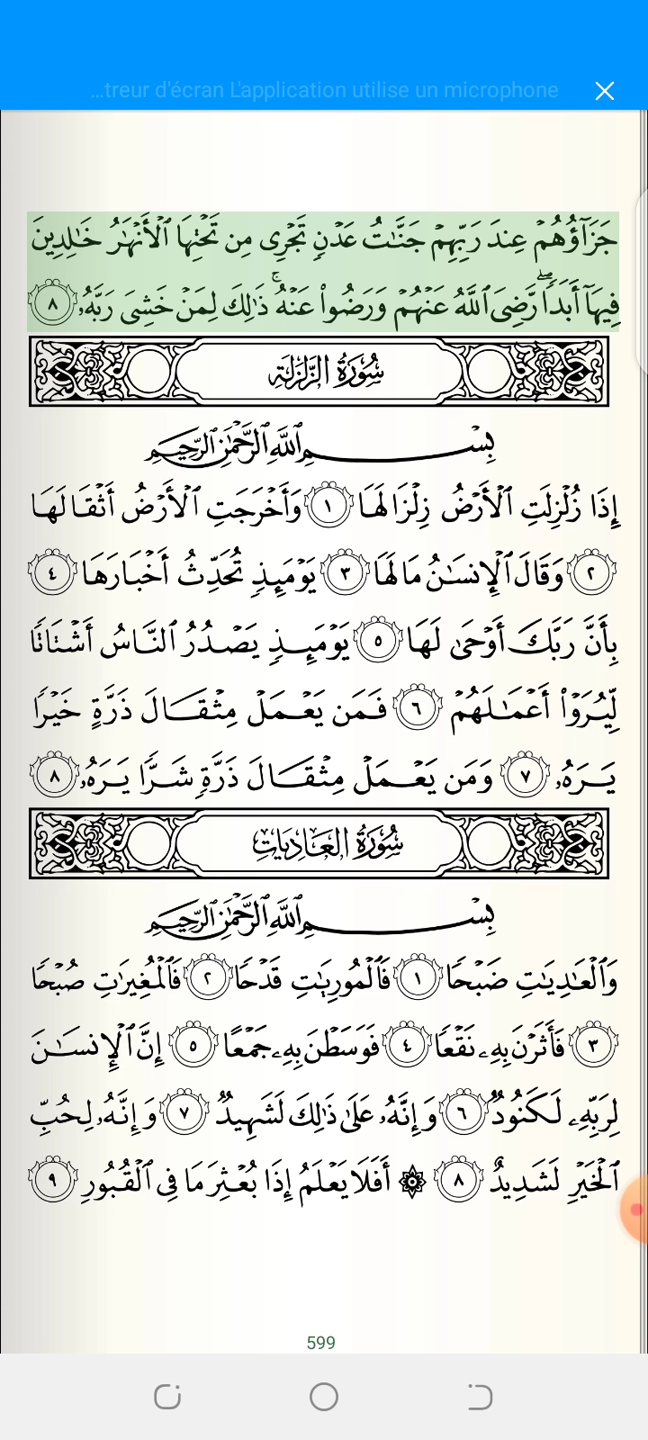 ...treur d'écran L'application utilise un microphone
جَزَآؤُهُمۡ عِندَ رَبِّهِمۡ جَنَّٰتُ عَدۡنٖ تَجۡرِي مِن تَحۡتِهَا ٱلۡأَنۡهَٰرُ خَٰلِدِينَ
فِيهَآ أَبَدٗاۖ رَّضِيَ ٱللَّهُ عَنۡهُمۡ وَرَضُواْ عَنۡهُۚ ذَٰلِكَ لِمَنۡ خَشِيَ رَبَّهُۥ ٨
سُورَةُ الزَّلْزَلَةِ
بِسۡمِ ٱللَّهِ ٱلرَّحۡمَٰنِ ٱلرَّحِيمِ
إِذَا زُلۡزِلَتِ ٱلۡأَرۡضُ زِلۡزَالَهَا ١ وَأَخۡرَجَتِ ٱلۡأَرۡضُ أَثۡقَالَهَا
٢ وَقَالَ ٱلۡإِنسَٰنُ مَا لَهَا ٣ يَوۡمَئِذٖ تُحَدِّثُ أَخۡبَارَهَا ٤
بِأَنَّ رَبَّكَ أَوۡحَىٰ لَهَا ٥ يَوۡمَئِذٖ يَصۡدُرُ ٱلنَّاسُ أَشۡتَاتٗا
لِّيُرَوۡاْ أَعۡمَٰلَهُمۡ ٦ فَمَن يَعۡمَلۡ مِثۡقَالَ ذَرَّةٍ خَيۡرٗا
يَرَهُۥ ٧ وَمَن يَعۡمَلۡ مِثۡقَالَ ذَرَّةٖ شَرّٗا يَرَهُۥ ٨
سُورَةُ العَادِيَاتِ
بِسۡمِ ٱللَّهِ ٱلرَّحۡمَٰنِ ٱلرَّحِيمِ
وَٱلۡعَٰدِيَٰتِ ضَبۡحٗا ١ فَٱلۡمُورِيَٰتِ قَدۡحٗا ٢ فَٱلۡمُغِيرَٰتِ صُبۡحٗا
٣ فَأَثَرۡنَ بِهِۦ نَقۡعٗا ٤ فَوَسَطۡنَ بِهِۦ جَمۡعًا ٥ إِنَّ ٱلۡإِنسَٰنَ
لِرَبِّهِۦ لَكَنُودٞ ٦ وَإِنَّهُۥ عَلَىٰ ذَٰلِكَ لَشَهِيدٞ ٧ وَإِنَّهُۥ لِحُبِّ
ٱلۡخَيۡرِ لَشَدِيدٌ ٨ ۞ أَفَلَا يَعۡلَمُ إِذَا بُعۡثِرَ مَا فِي ٱلۡقُبُورِ ٩
599